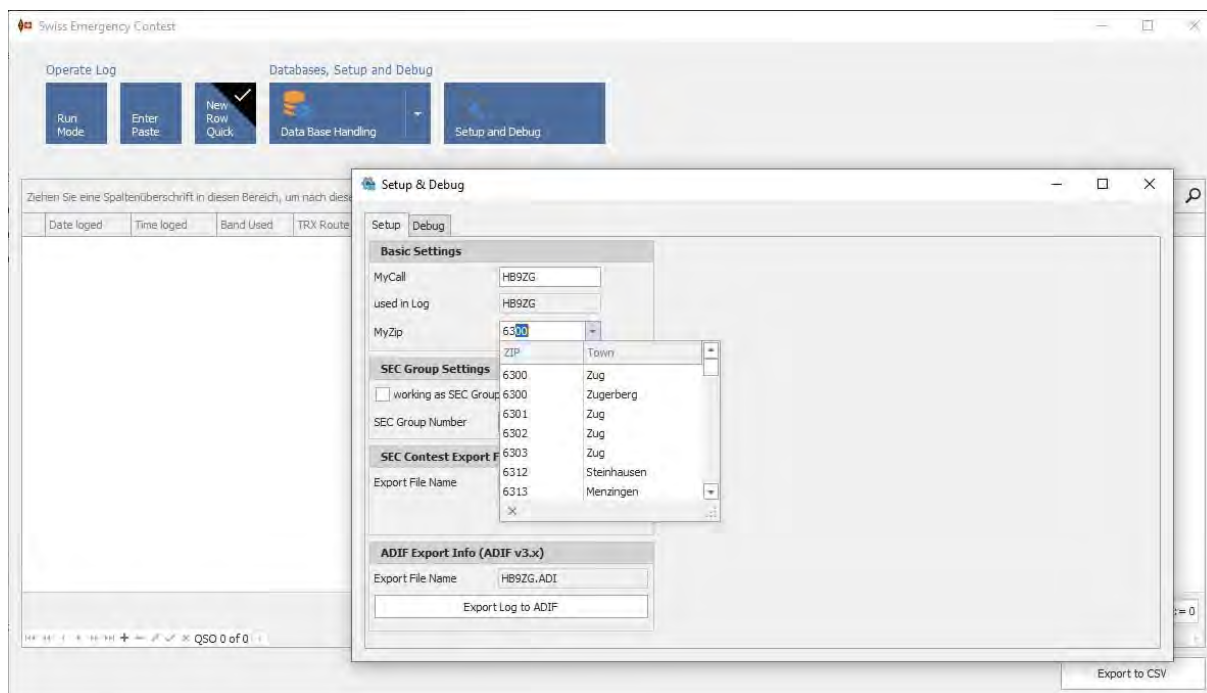 Swiss Emergency Contest
Operate Log
Databases, Setup and Debug
Run Mode
Enter Paste
New Row Quick
Data Base Handling
Setup and Debug
Ziehen Sie eine Spaltenüberschrift in diesen Bereich, um nach diese
Date loged Time loged Band Used TRX Route
Setup & Debug
Setup Debug
Basic Settings
MyCall HB9ZG
used in Log HB9ZG
MyZip 6300
ZIP Town
6300 Zug
6300 Zugerberg
6301 Zug
6302 Zug
6303 Zug
6312 Steinhausen
6313 Menzingen
SEC Group Settings
working as SEC Group
SEC Group Number
SEC Contest Export F
Export File Name
ADIF Export Info (ADIF v3.x)
Export File Name HB9ZG.ADI
Export Log to ADIF
QSO 0 of 0
:= 0
Export to CSV